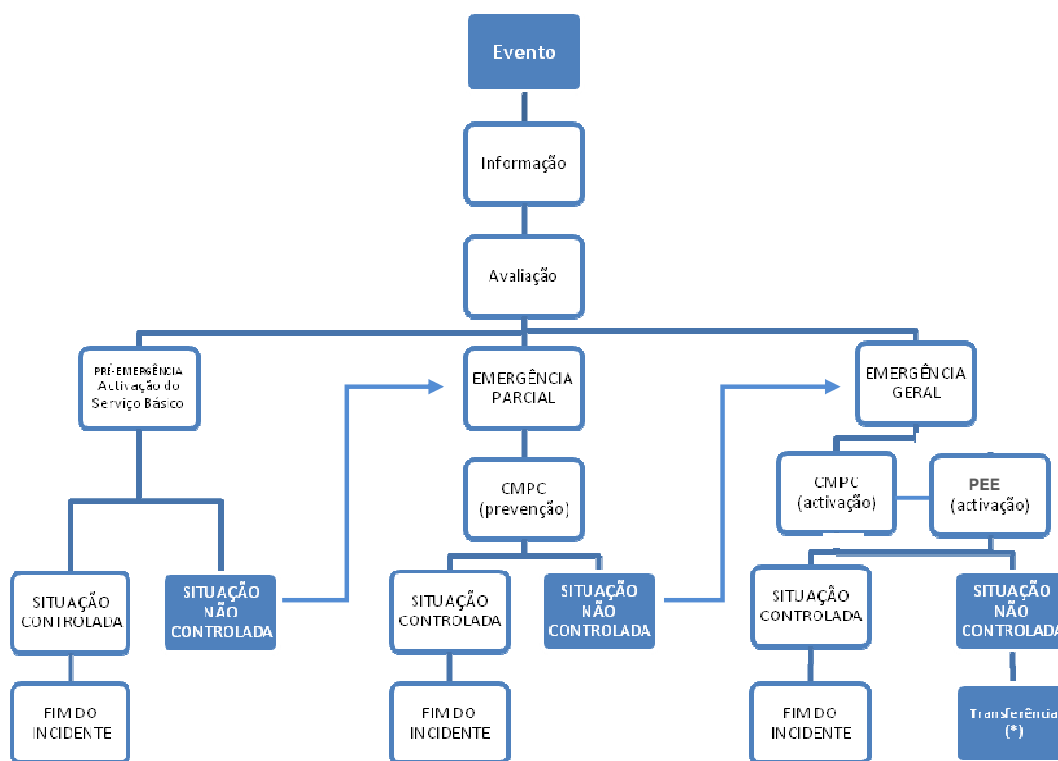 Evento
Informação
Avaliação
PRÉ-EMERGÊNCIA
Activação do
Serviço Básico
EMERGÊNCIA
PARCIAL
EMERGÊNCIA
GERAL
CMPC
(prevenção)
CMPC
(activação)
PEE
(activação)
SITUAÇÃO
CONTROLADA
SITUAÇÃO
NÃO
CONTROLADA
SITUAÇÃO
CONTROLADA
SITUAÇÃO
NÃO
CONTROLADA
SITUAÇÃO
CONTROLADA
SITUAÇÃO
NÃO
CONTROLADA
FIM DO
INCIDENTE
FIM DO
INCIDENTE
FIM DO
INCIDENTE
Transferência
(*)